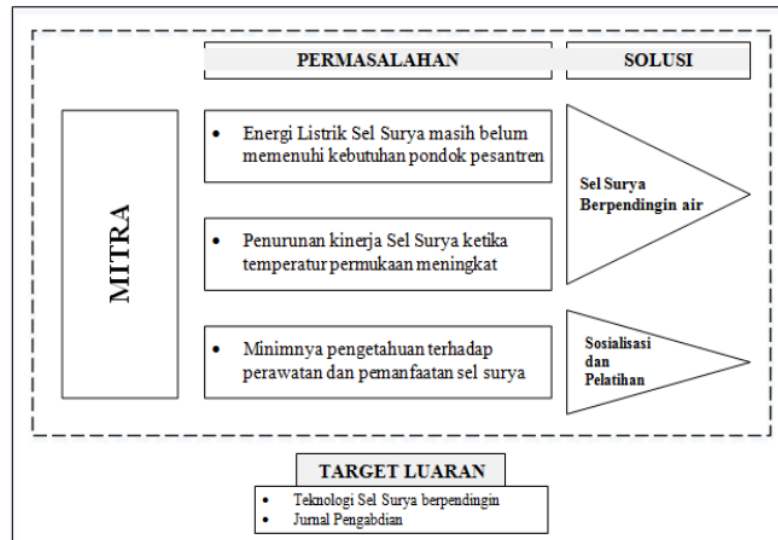 PERMASALAHAN
SOLUSI
MITRA
• Energi Listrik Sel Surya masih belum
memenuhi kebutuhan pondok pesantren
• Penurunan kinerja Sel Surya ketika
temperatur permukaan meningkat
Sel Surya
Berpendingin air
• Minimnya pengetahuan terhadap
perawatan dan pemanfaatan sel surya
Sosialisasi
dan
Pelatihan
TARGET LUARAN
• Teknologi Sel Surya berpendingin
• Jurnal Pengabdian